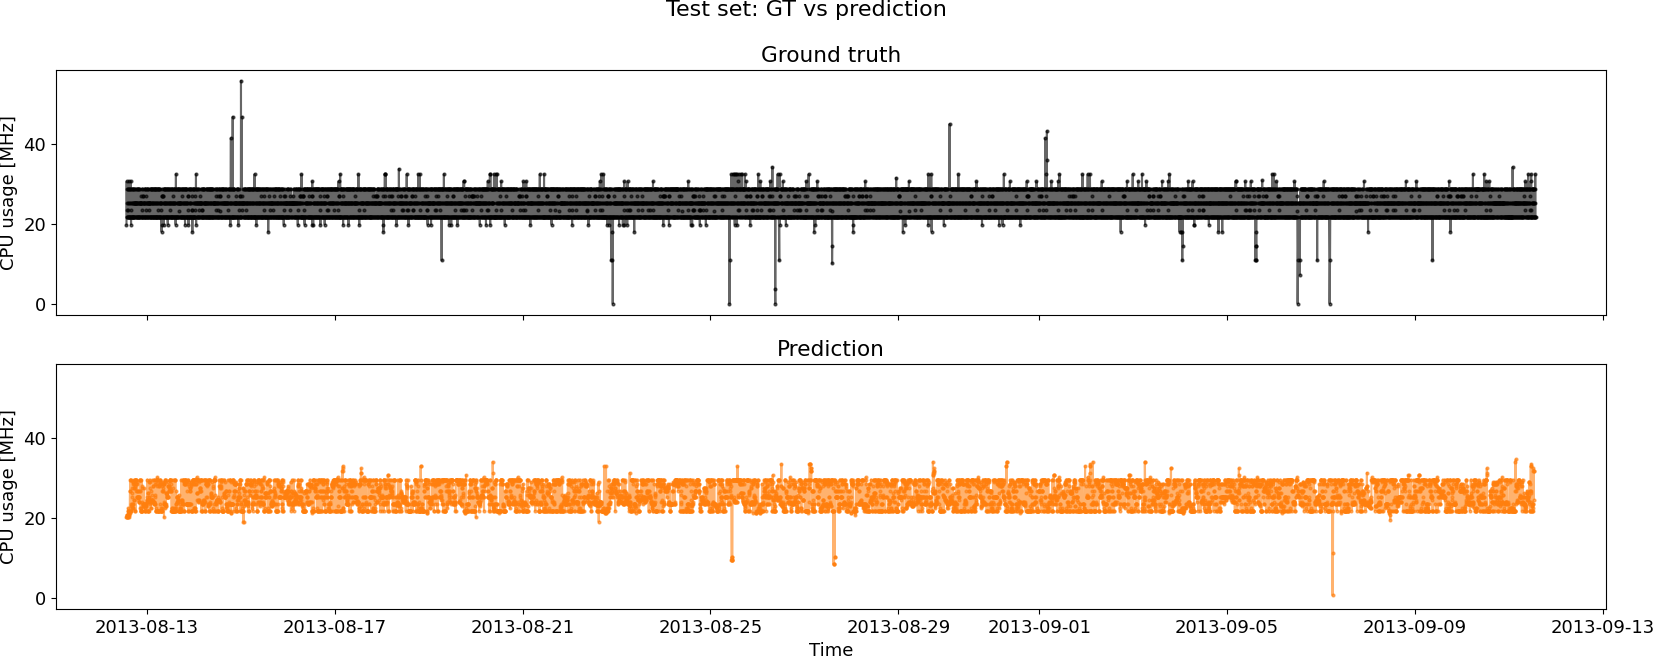 Test set: GT vs prediction
Ground truth
CPU usage [MHz]
40
20
0
Prediction
CPU usage [MHz]
40
20
0
2013-08-13 2013-08-17 2013-08-21 2013-08-25 2013-08-29 2013-09-01 2013-09-05 2013-09-09 2013-09-13
Time